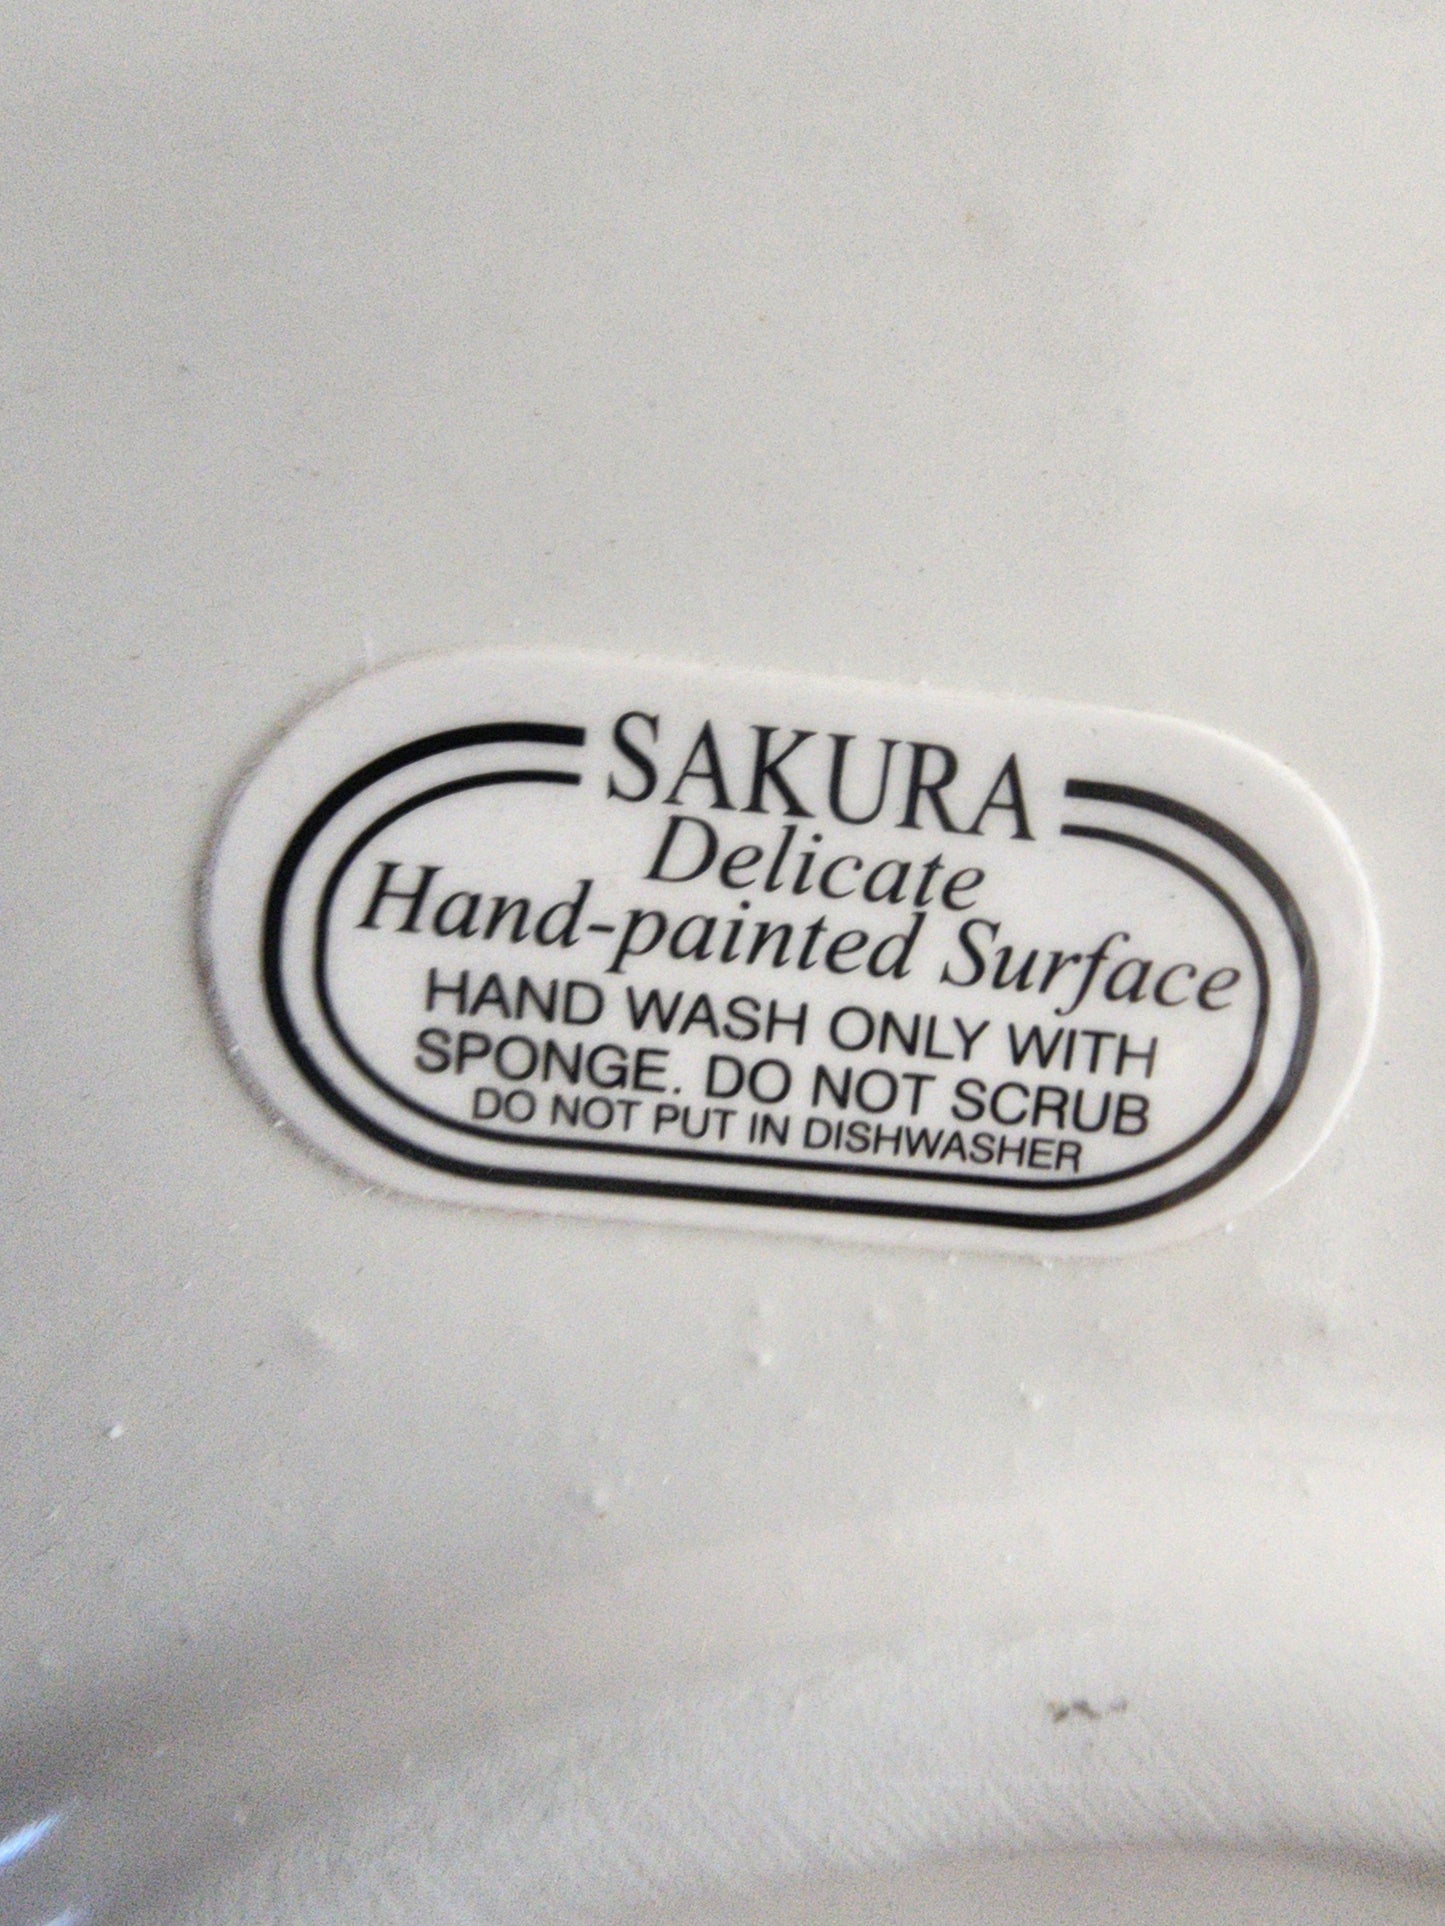 SAKURA
Delicate
Hand-painted Surface
HAND WASH ONLY WITH
SPONGE. DO NOT SCRUB
DO NOT PUT IN DISHWASHER